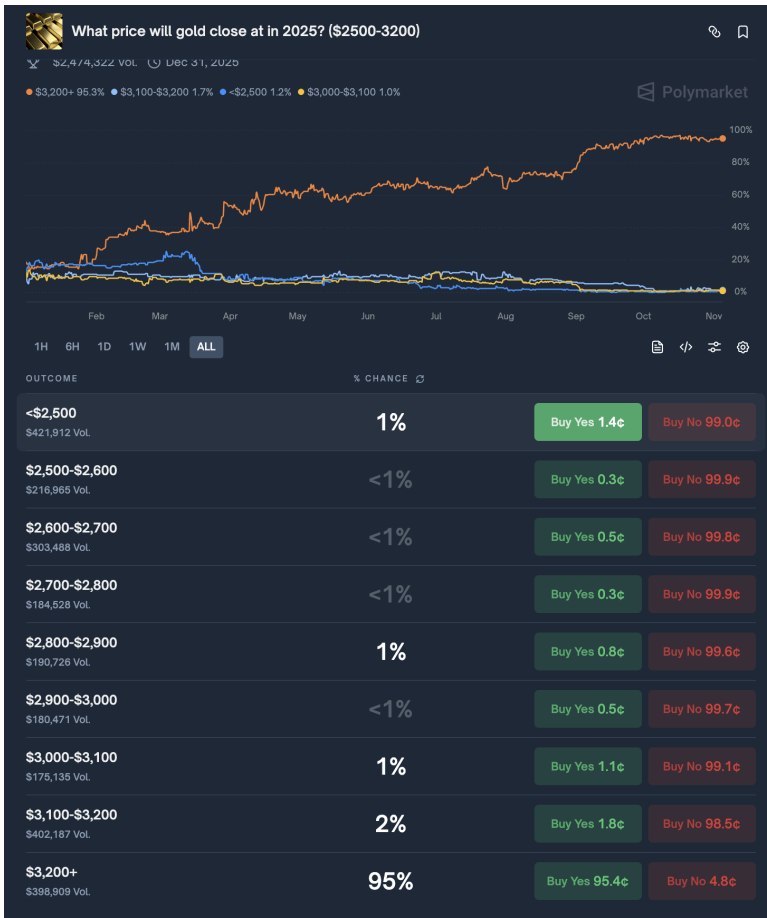 What price will gold close at in 2025? ($2500-3200)
$2,474,322 Vol. Dec 31, 2025
$3,200+ 95.3% $3,100-$3,200 1.7% <$2,500 1.2% $3,000-$3,100 1.0%
Polymarket
100%
80%
60%
40%
20%
0%
Feb Mar Apr May Jun Jul Aug Sep Oct Nov
1H 6H 1D 1W 1M ALL
OUTCOME % CHANCE
<$2,500
$421,912 Vol.
1%
Buy Yes 1.4¢ Buy No 99.0¢
$2,500-$2,600
$216,965 Vol.
<1%
Buy Yes 0.3¢ Buy No 99.9¢
$2,600-$2,700
$303,488 Vol.
<1%
Buy Yes 0.5¢ Buy No 99.8¢
$2,700-$2,800
$184,528 Vol.
<1%
Buy Yes 0.3¢ Buy No 99.9¢
$2,800-$2,900
$190,726 Vol.
1%
Buy Yes 0.8¢ Buy No 99.6¢
$2,900-$3,000
$180,471 Vol.
<1%
Buy Yes 0.5¢ Buy No 99.7¢
$3,000-$3,100
$175,135 Vol.
1%
Buy Yes 1.1¢ Buy No 99.1¢
$3,100-$3,200
$402,187 Vol.
2%
Buy Yes 1.8¢ Buy No 98.5¢
$3,200+
$398,909 Vol.
95%
Buy Yes 95.4¢ Buy No 4.8¢